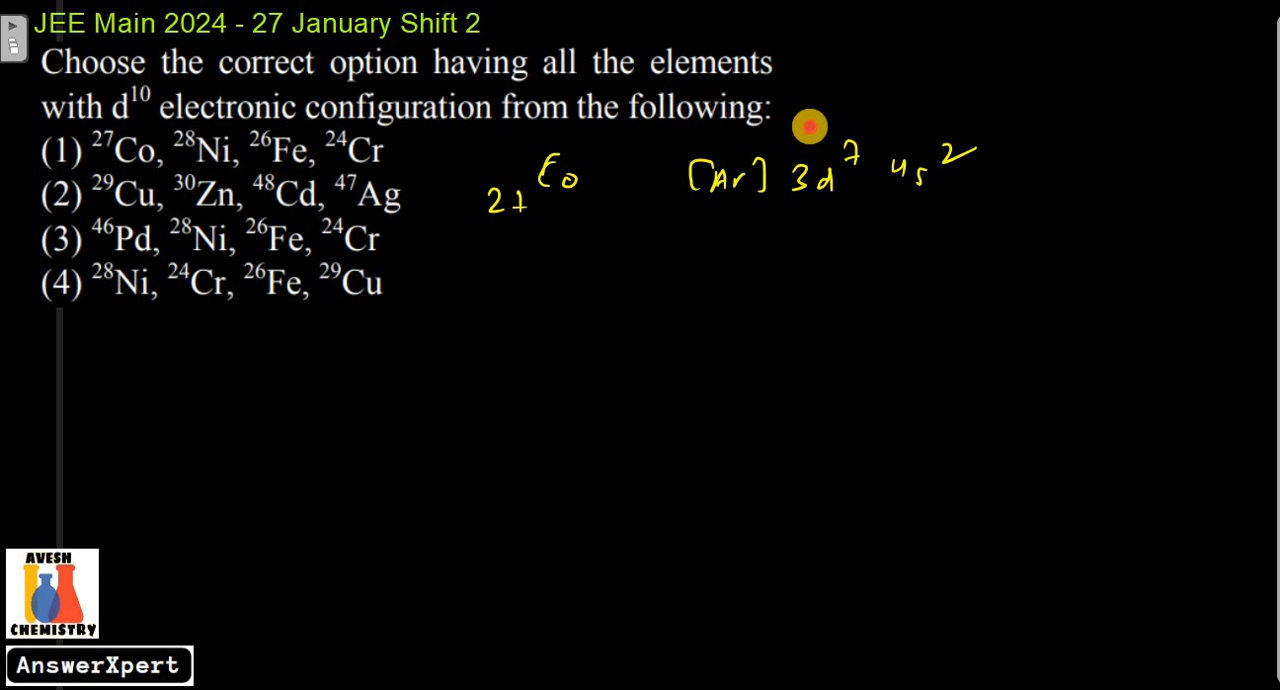 JEE Main 2024 - 27 January Shift 2
Choose the correct option having all the elements
with d¹⁰ electronic configuration from the following:
(1) ²⁷Co, ²⁸Ni, ²⁶Fe, ²⁴Cr
(2) ²⁹Cu, ³⁰Zn, ⁴⁸Cd, ⁴⁷Ag
(3) ⁴⁶Pd, ²⁸Ni, ²⁶Fe, ²⁴Cr
(4) ²⁸Ni, ²⁴Cr, ²⁶Fe, ²⁹Cu
₂₇Co [Ar] 3d⁷ 4s²
AVESH
CHEMISTRY
AnswerXpert